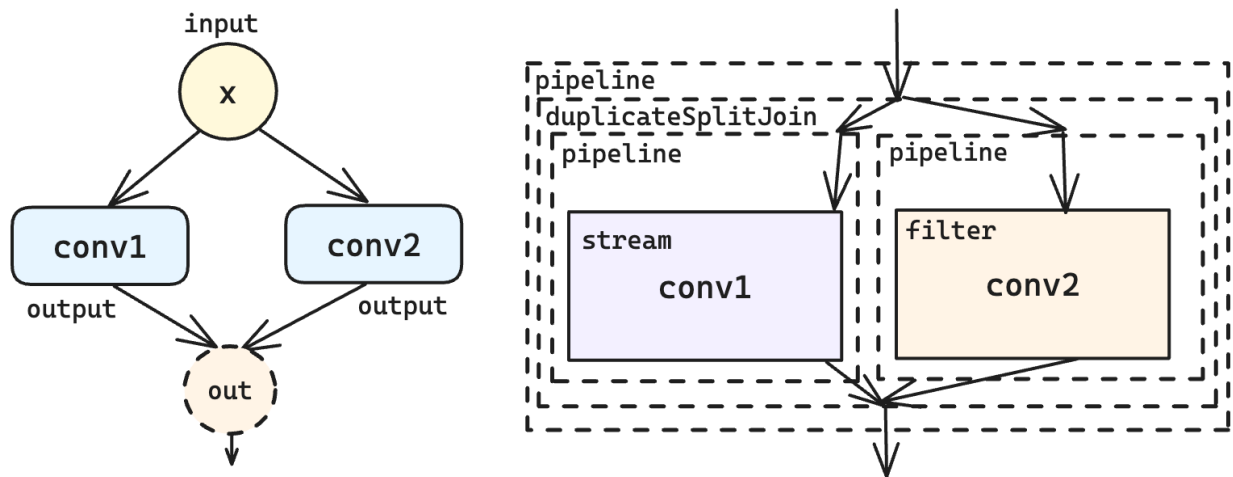 input
x
conv1
conv2
output
output
out
pipeline
duplicateSplitJoin
pipeline
pipeline
stream
conv1
filter
conv2